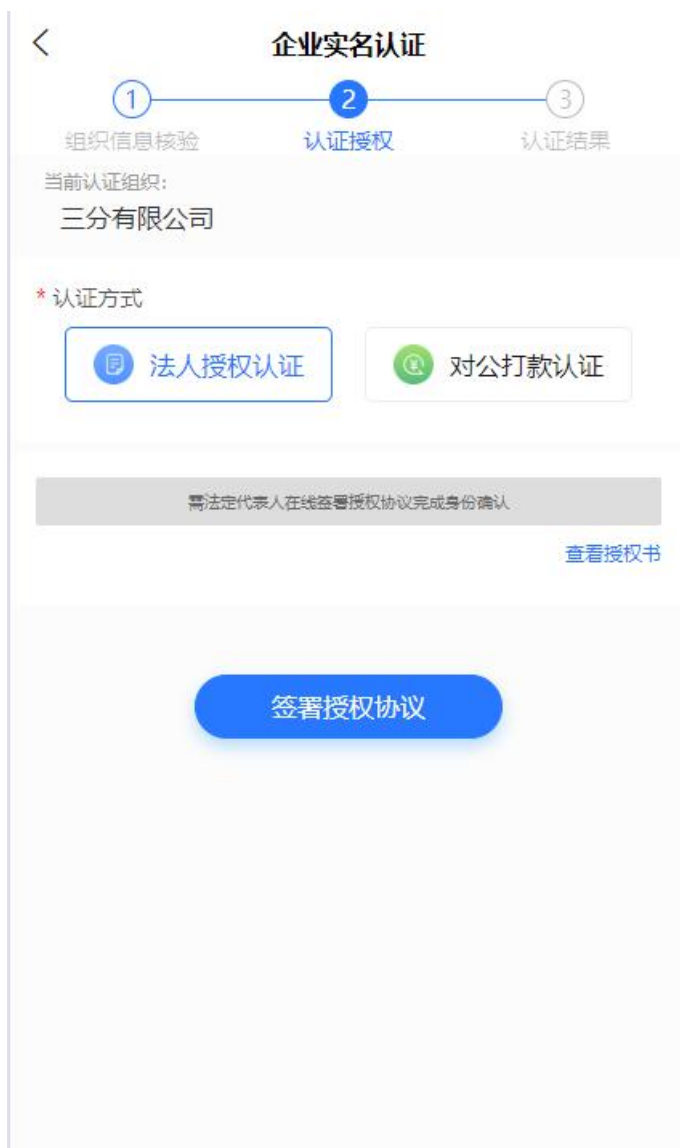 企业实名认证
1 2 3
组织信息核验 认证授权 认证结果
当前认证组织:
三分有限公司
* 认证方式
法人授权认证 对公打款认证
需法定代表人在线签署授权协议完成身份确认
查看授权书
签署授权协议